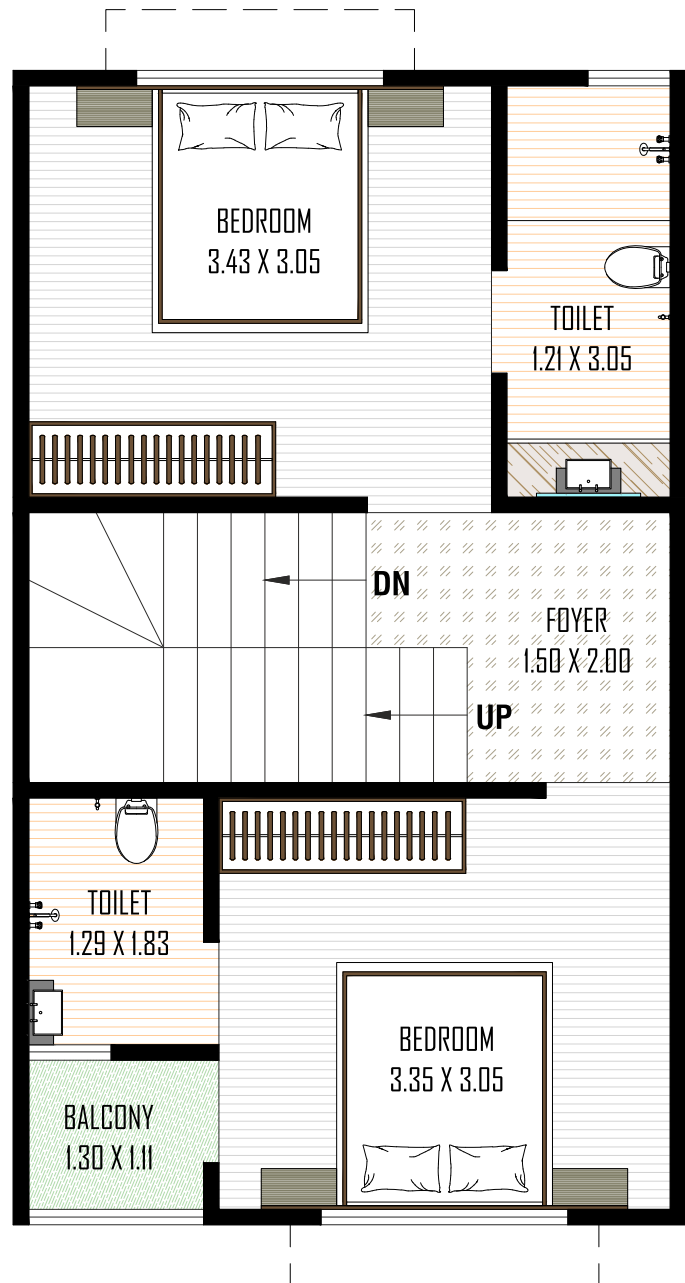 BEDROOM
3.43 X 3.05
TOILET
1.21 X 3.05
DN
FOYER
1.50 X 2.00
UP
TOILET
1.29 X 1.83
BEDROOM
3.35 X 3.05
BALCONY
1.30 X 1.11